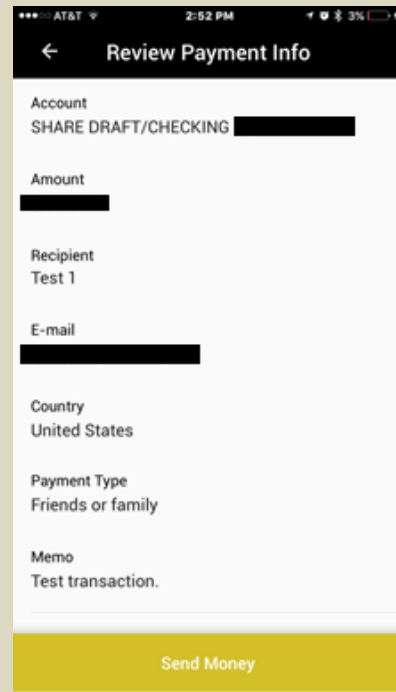 AT&T 2:52 PM 3%
Review Payment Info
Account
SHARE DRAFT/CHECKING
Amount
Recipient
Test 1
E-mail
Country
United States
Payment Type
Friends or family
Memo
Test transaction.
Send Money